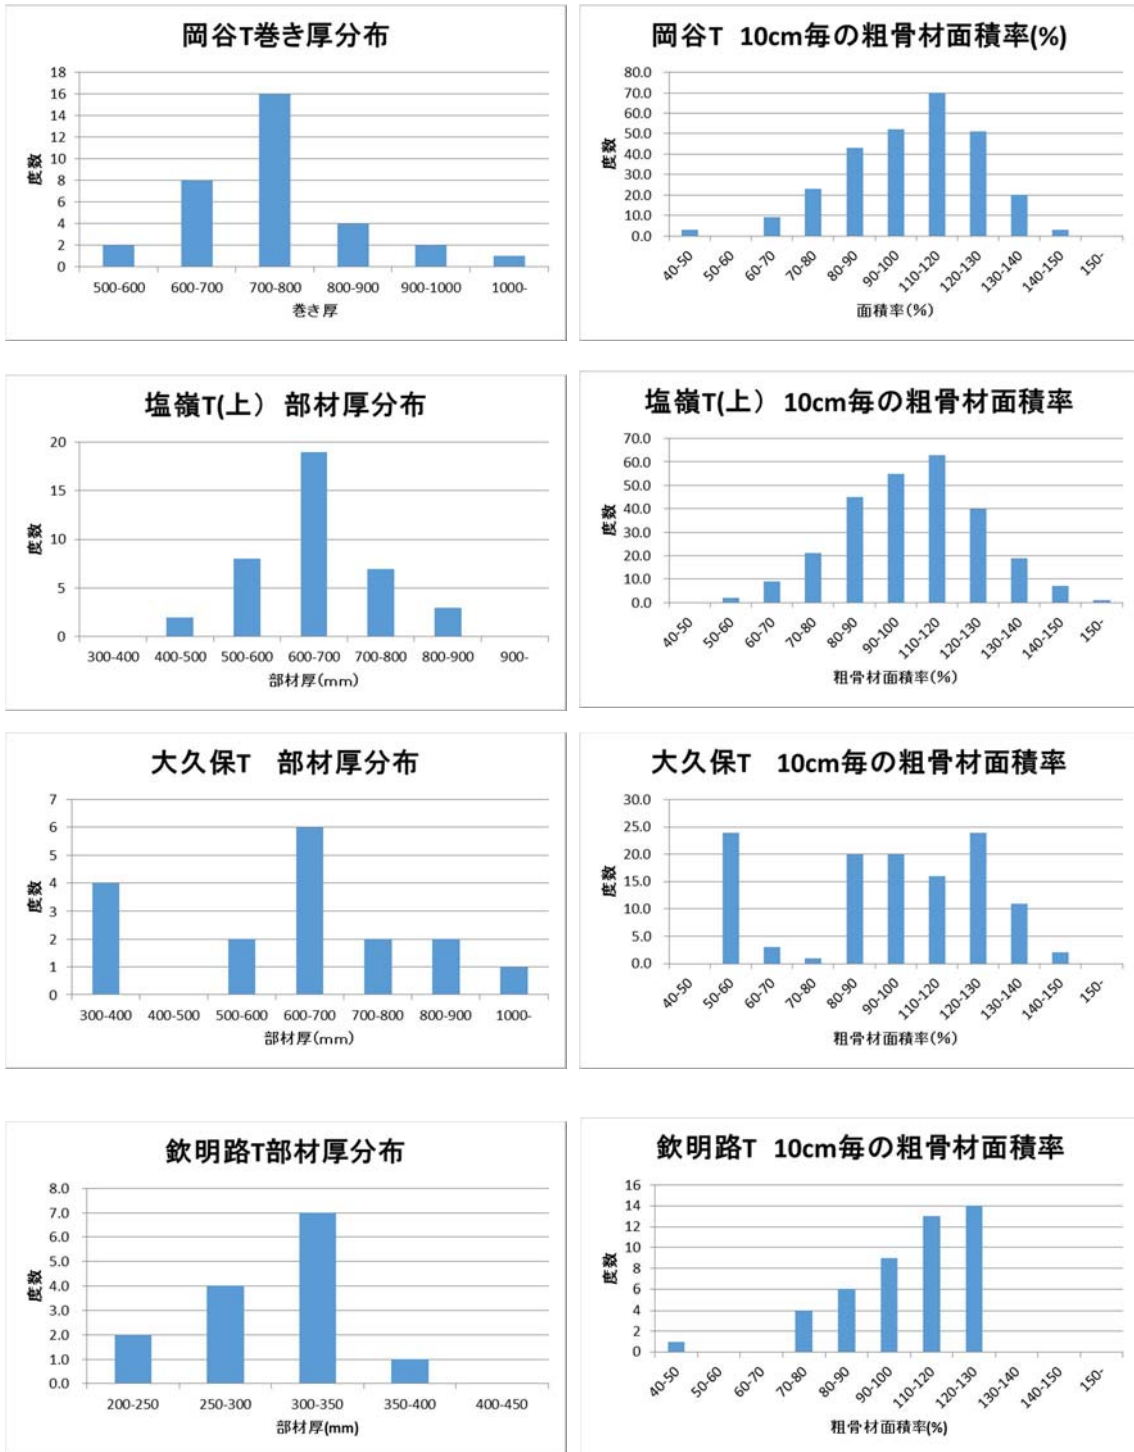 岡谷T巻き厚分布
18
16
14
12
10
8
6
4
2
0
度数
500-600 600-700 700-800 800-900 900-1000 1000-
巻き厚
岡谷T 10cm毎の粗骨材面積率(%)
80.0
70.0
60.0
50.0
40.0
30.0
20.0
10.0
0.0
度数
40-50 50-60 60-70 70-80 80-90 90-100 110-120 120-130 130-140 140-150 150-
面積率(%)
塩嶺T(上） 部材厚分布
20
15
10
5
0
度数
300-400 400-500 500-600 600-700 700-800 800-900 900-
部材厚(mm)
塩嶺T(上） 10cm毎の粗骨材面積率
70.0
60.0
50.0
40.0
30.0
20.0
10.0
0.0
度数
40-50 50-60 60-70 70-80 80-90 90-100 110-120 120-130 130-140 140-150 150-
粗骨材面積率(%)
大久保T　部材厚分布
7
6
5
4
3
2
1
0
度数
300-400 400-500 500-600 600-700 700-800 800-900 1000-
部材厚(mm)
大久保T　10cm毎の粗骨材面積率
30.0
25.0
20.0
15.0
10.0
5.0
0.0
度数
40-50 50-60 60-70 70-80 80-90 90-100 110-120 120-130 130-140 140-150 150-
粗骨材面積率(%)
欽明路T部材厚分布
8.0
7.0
6.0
5.0
4.0
3.0
2.0
1.0
0.0
度数
200-250 250-300 300-350 350-400 400-450
部材厚(mm)
欽明路T 10cm毎の粗骨材面積率
16
14
12
10
8
6
4
2
0
度数
40-50 50-60 60-70 70-80 80-90 90-100 110-120 120-130 130-140 140-150 150-
粗骨材面積率(%)